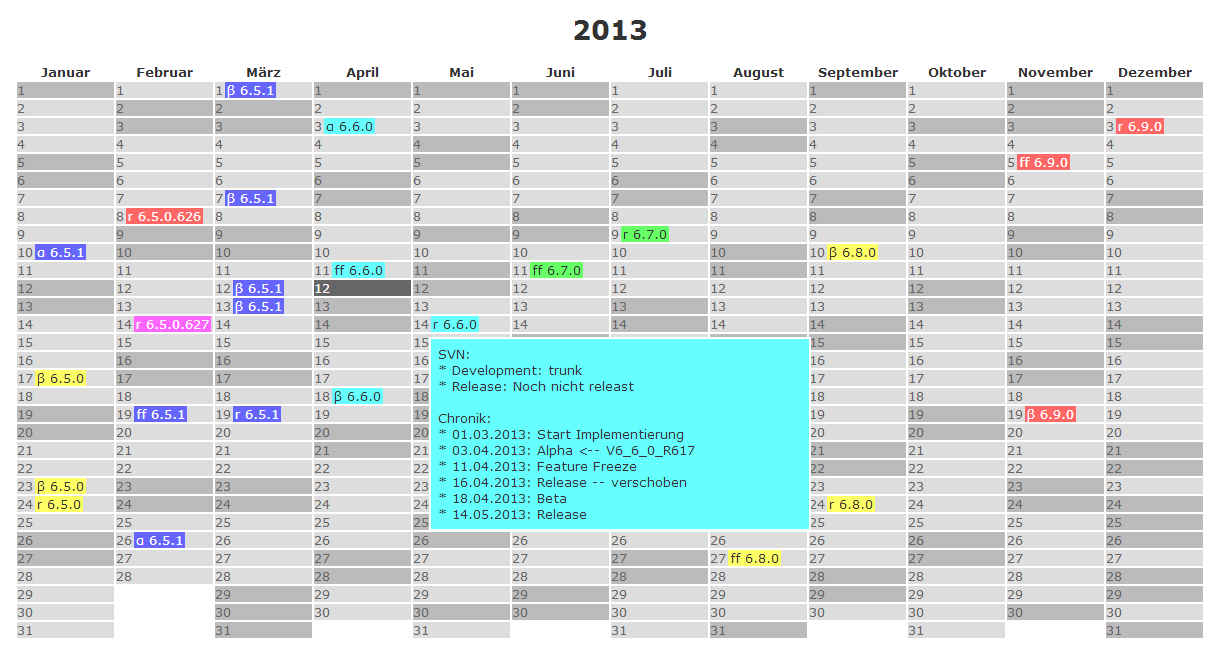 2013
Januar Februar März April Mai Juni Juli August September Oktober November Dezember
1 1 1 β 6.5.1 1 1 1 1 1 1 1 1 1
2 2 2 2 2 2 2 2 2 2 2 2
3 3 3 3 α 6.6.0 3 3 3 3 3 3 3 3 r 6.9.0
4 4 4 4 4 4 4 4 4 4 4 4
5 5 5 5 5 5 5 5 5 5 5 ff 6.9.0 5
6 6 6 6 6 6 6 6 6 6 6 6
7 7 7 β 6.5.1 7 7 7 7 7 7 7 7 7
8 8 r 6.5.0.626 8 8 8 8 8 8 8 8 8 8
9 9 9 9 9 9 9 r 6.7.0 9 9 9 9 9
10 α 6.5.1 10 10 10 10 10 10 10 10 β 6.8.0 10 10 10
11 11 11 11 ff 6.6.0 11 11 ff 6.7.0 11 11 11 11 11 11
12 12 12 β 6.5.1 12 12 12 12 12 12 12 12 12
13 13 13 β 6.5.1 13 13 13 13 13 13 13 13 13
14 14 r 6.5.0.627 14 14 14 r 6.6.0 14 14 14 14 14 14 14
15 15 15 15 15 15 15 15 15
16 16 16 16 16 16 16 16 16
17 β 6.5.0 17 17 17 17 17 17 17 17
18 18 18 18 β 6.6.0 18 18 18 18 18
19 19 ff 6.5.1 19 r 6.5.1 19 19 19 19 19 β 6.9.0 19
20 20 20 20 20 20 20 20 20
21 21 21 21 21 21 21 21 21
22 22 22 22 22 22 22 22 22
23 β 6.5.0 23 23 23 23 23 23 23 23
24 r 6.5.0 24 24 24 24 24 r 6.8.0 24 24 24
25 25 25 25 25 25 25 25 25
26 26 α 6.5.1 26 26 26 26 26 26 26 26 26 26
27 27 27 27 27 27 27 27 ff 6.8.0 27 27 27 27
28 28 28 28 28 28 28 28 28 28 28 28
29 29 29 29 29 29 29 29 29 29 29
30 30 30 30 30 30 30 30 30 30 30
31 31 31 31 31 31 31
SVN:
* Development: trunk
* Release: Noch nicht releast
Chronik:
* 01.03.2013: Start Implementierung
* 03.04.2013: Alpha <-- V6_6_0_R617
* 11.04.2013: Feature Freeze
* 16.04.2013: Release -- verschoben
* 18.04.2013: Beta
* 14.05.2013: Release